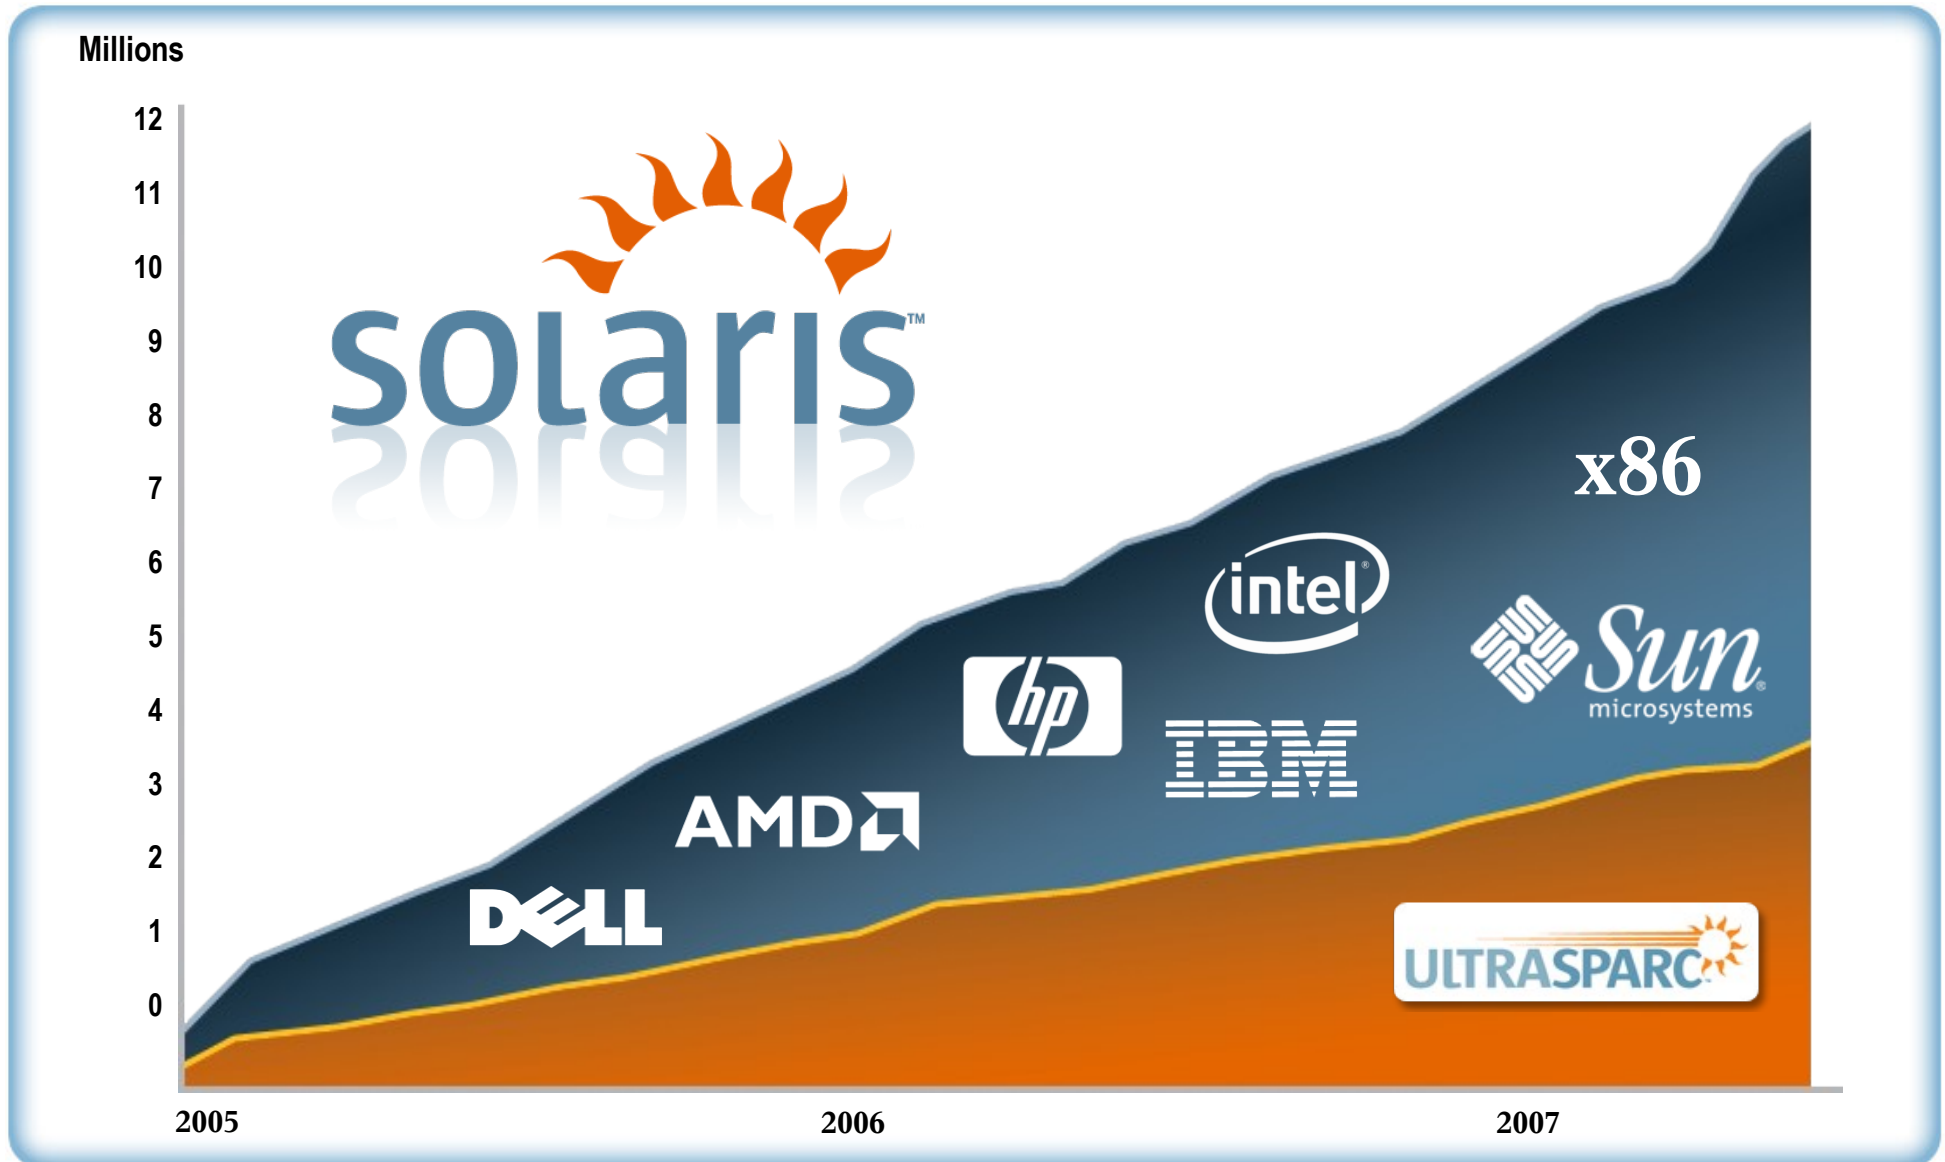 Millions
12
11
10
9
8
7
6
5
4
3
2
1
0
solaris™
x86
intel®
Sun®
microsystems
hp
IBM
AMD
DELL
ULTRASPARC™
2005
2006
2007